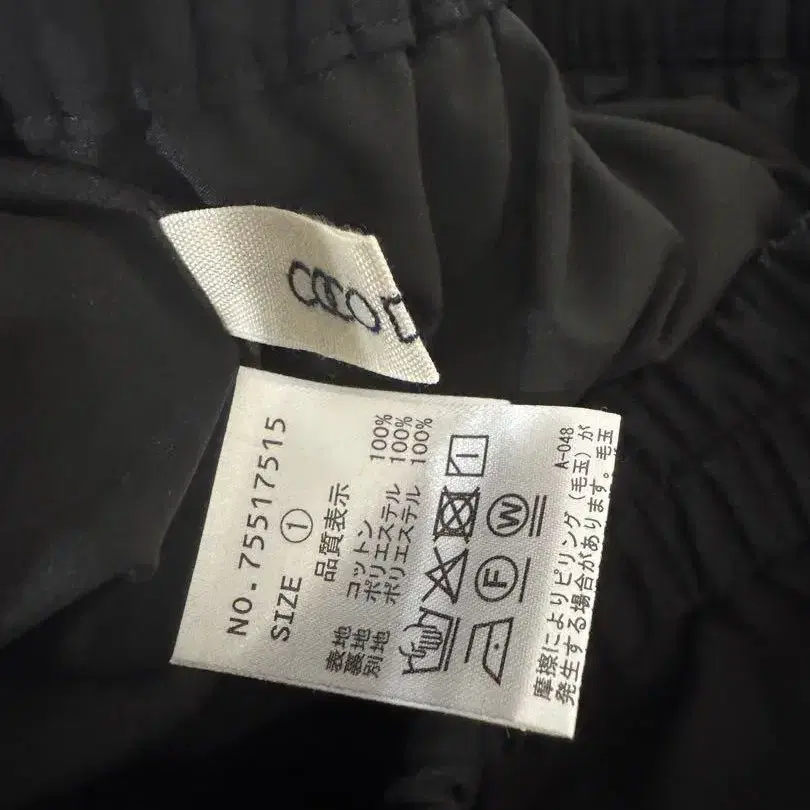 COCO
NO.75517515
SIZE ①
品質表示
表地 コットン 100%
裏地 ポリエステル 100%
別地 ポリエステル 100%
F W
A-048
摩擦によりピリング(毛玉)が
発生する場合があります。毛玉